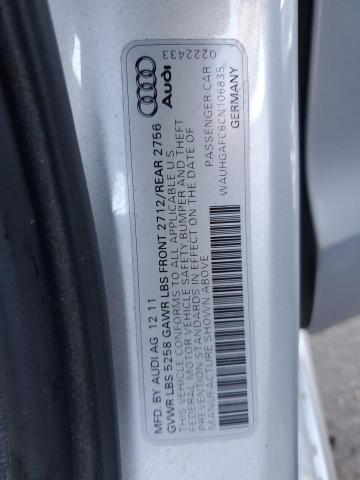 0222433
Audi
PASSENGER CAR
WAUHGAFC6CN106835
GERMANY
MFD. BY AUDI AG 12 11
GVWR LBS 5258 GAWR LBS FRONT 2712/REAR 2756
THIS VEHICLE CONFORMS TO ALL APPLICABLE U.S.
FEDERAL MOTOR VEHICLE SAFETY,BUMPER AND THEFT
PREVENTION STANDARDS IN EFFECT ON THE DATE OF
MANUFACTURE SHOWN ABOVE